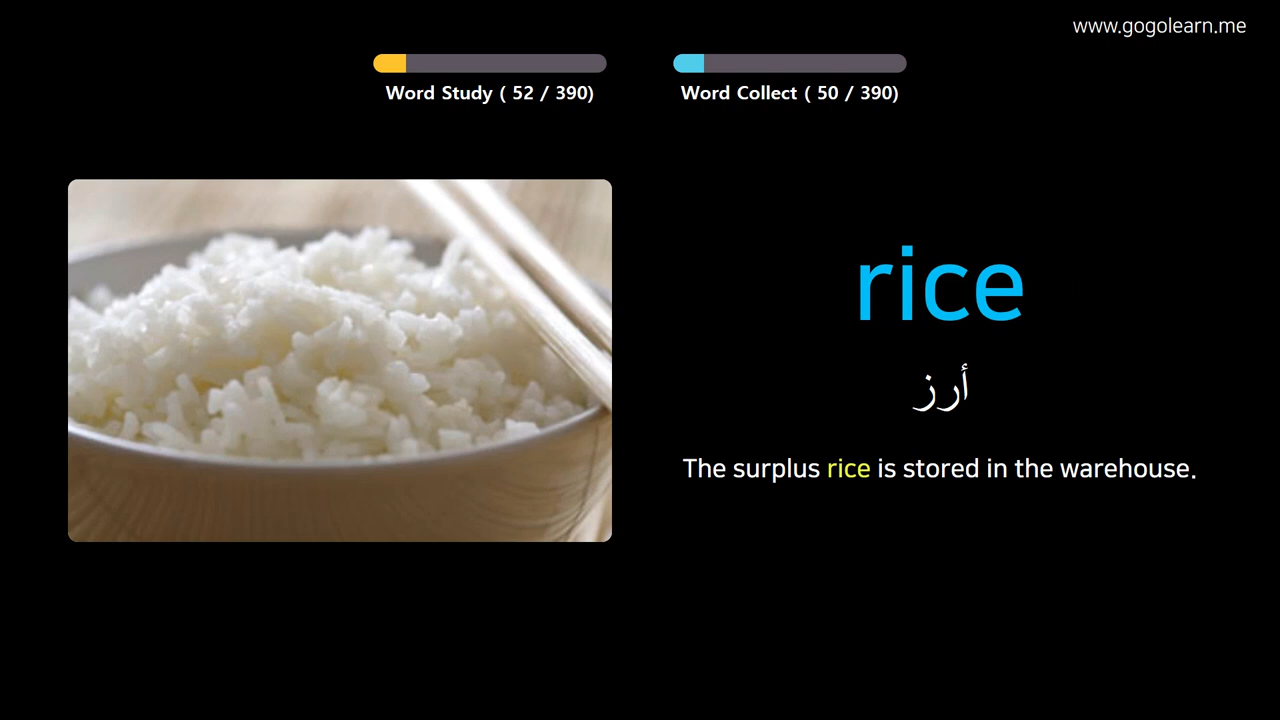 www.gogolearn.me
Word Study ( 52 / 390)
Word Collect ( 50 / 390)
rice
أرز
The surplus rice is stored in the warehouse.